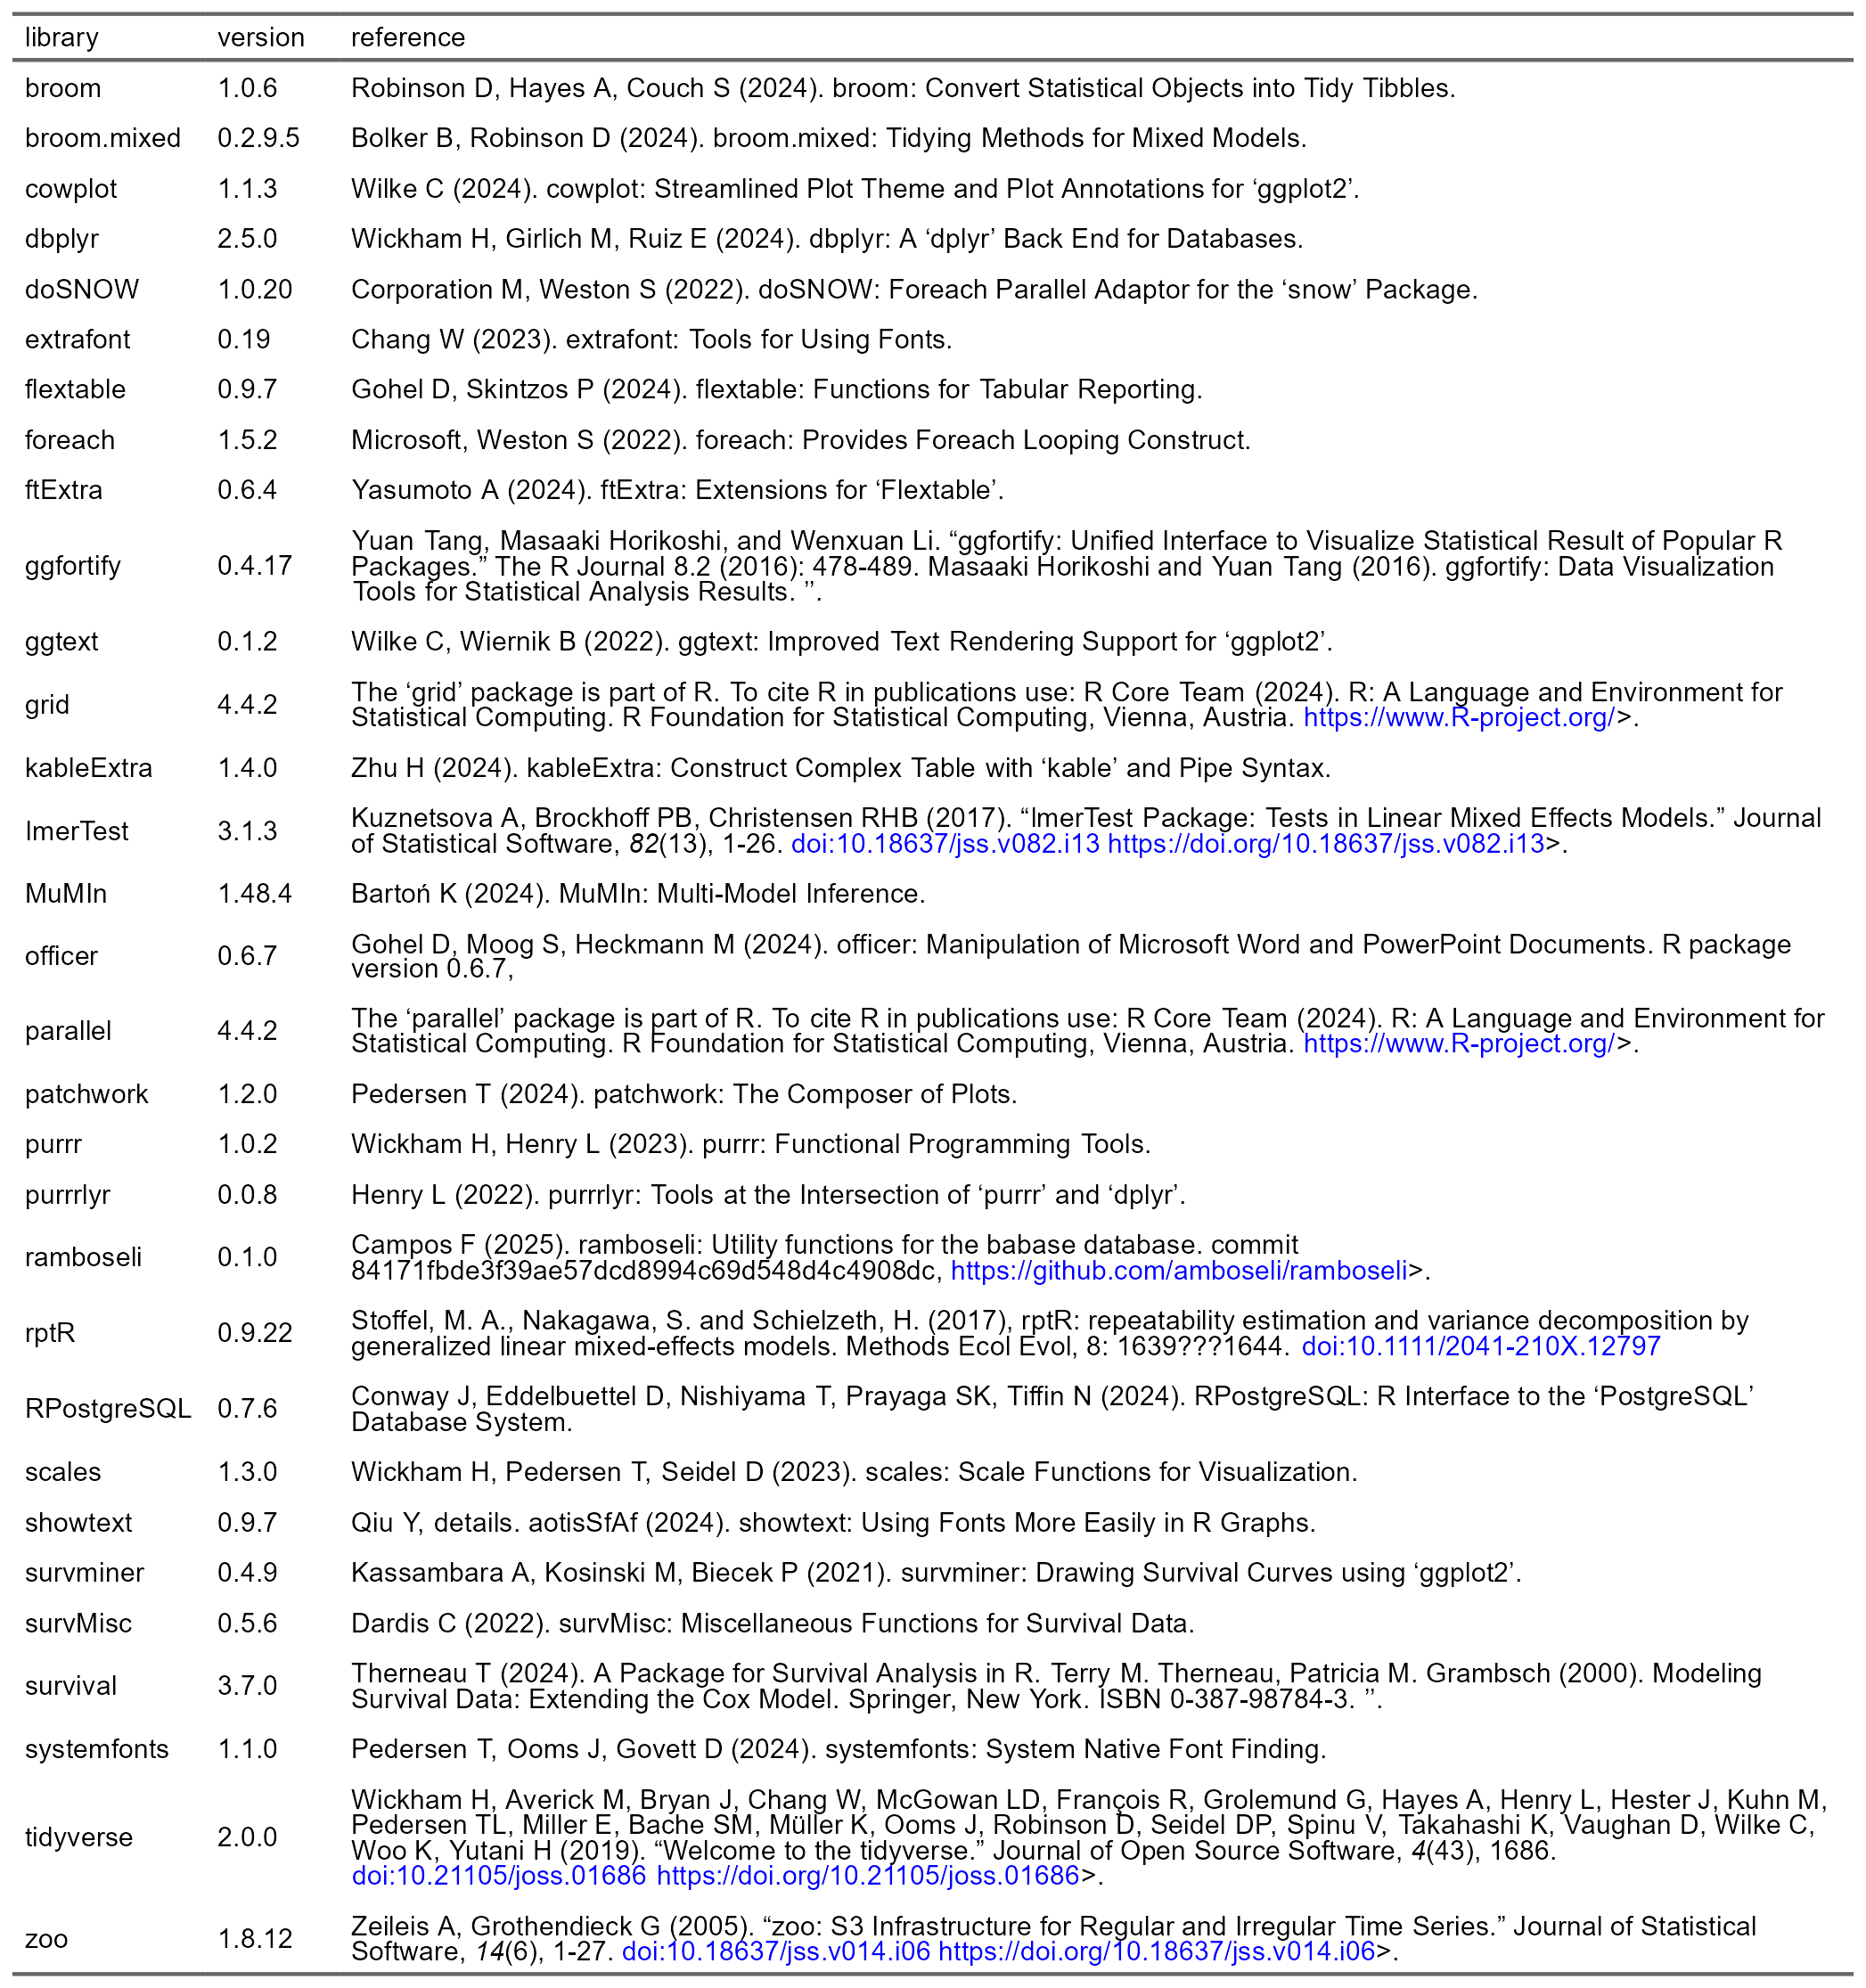 library version reference
broom 1.0.6 Robinson D, Hayes A, Couch S (2024). broom: Convert Statistical Objects into Tidy Tibbles.
broom.mixed 0.2.9.5 Bolker B, Robinson D (2024). broom.mixed: Tidying Methods for Mixed Models.
cowplot 1.1.3 Wilke C (2024). cowplot: Streamlined Plot Theme and Plot Annotations for ‘ggplot2’.
dbplyr 2.5.0 Wickham H, Girlich M, Ruiz E (2024). dbplyr: A ‘dplyr’ Back End for Databases.
doSNOW 1.0.20 Corporation M, Weston S (2022). doSNOW: Foreach Parallel Adaptor for the ‘snow’ Package.
extrafont 0.19 Chang W (2023). extrafont: Tools for Using Fonts.
flextable 0.9.7 Gohel D, Skintzos P (2024). flextable: Functions for Tabular Reporting.
foreach 1.5.2 Microsoft, Weston S (2022). foreach: Provides Foreach Looping Construct.
ftExtra 0.6.4 Yasumoto A (2024). ftExtra: Extensions for ‘Flextable’.
ggfortify 0.4.17 Yuan Tang, Masaaki Horikoshi, and Wenxuan Li. “ggfortify: Unified Interface to Visualize Statistical Result of Popular R
Packages.” The R Journal 8.2 (2016): 478-489. Masaaki Horikoshi and Yuan Tang (2016). ggfortify: Data Visualization
Tools for Statistical Analysis Results. ’’.
ggtext 0.1.2 Wilke C, Wiernik B (2022). ggtext: Improved Text Rendering Support for ‘ggplot2’.
grid 4.4.2 The ‘grid’ package is part of R. To cite R in publications use: R Core Team (2024). R: A Language and Environment for
Statistical Computing. R Foundation for Statistical Computing, Vienna, Austria. https://www.R-project.org/>.
kableExtra 1.4.0 Zhu H (2024). kableExtra: Construct Complex Table with ‘kable’ and Pipe Syntax.
lmerTest 3.1.3 Kuznetsova A, Brockhoff PB, Christensen RHB (2017). “lmerTest Package: Tests in Linear Mixed Effects Models.” Journal
of Statistical Software, 82(13), 1-26. doi:10.18637/jss.v082.i13 https://doi.org/10.18637/jss.v082.i13>.
MuMIn 1.48.4 Bartoń K (2024). MuMIn: Multi-Model Inference.
officer 0.6.7 Gohel D, Moog S, Heckmann M (2024). officer: Manipulation of Microsoft Word and PowerPoint Documents. R package
version 0.6.7,
parallel 4.4.2 The ‘parallel’ package is part of R. To cite R in publications use: R Core Team (2024). R: A Language and Environment for
Statistical Computing. R Foundation for Statistical Computing, Vienna, Austria. https://www.R-project.org/>.
patchwork 1.2.0 Pedersen T (2024). patchwork: The Composer of Plots.
purrr 1.0.2 Wickham H, Henry L (2023). purrr: Functional Programming Tools.
purrrlyr 0.0.8 Henry L (2022). purrrlyr: Tools at the Intersection of ‘purrr’ and ‘dplyr’.
ramboseli 0.1.0 Campos F (2025). ramboseli: Utility functions for the babase database. commit
84171fbde3f39ae57dcd8994c69d548d4c4908dc, https://github.com/amboseli/ramboseli>.
rptR 0.9.22 Stoffel, M. A., Nakagawa, S. and Schielzeth, H. (2017), rptR: repeatability estimation and variance decomposition by
generalized linear mixed-effects models. Methods Ecol Evol, 8: 1639???1644. doi:10.1111/2041-210X.12797
RPostgreSQL 0.7.6 Conway J, Eddelbuettel D, Nishiyama T, Prayaga SK, Tiffin N (2024). RPostgreSQL: R Interface to the ‘PostgreSQL’
Database System.
scales 1.3.0 Wickham H, Pedersen T, Seidel D (2023). scales: Scale Functions for Visualization.
showtext 0.9.7 Qiu Y, details. aotisSfAf (2024). showtext: Using Fonts More Easily in R Graphs.
survminer 0.4.9 Kassambara A, Kosinski M, Biecek P (2021). survminer: Drawing Survival Curves using ‘ggplot2’.
survMisc 0.5.6 Dardis C (2022). survMisc: Miscellaneous Functions for Survival Data.
survival 3.7.0 Therneau T (2024). A Package for Survival Analysis in R. Terry M. Therneau, Patricia M. Grambsch (2000). Modeling
Survival Data: Extending the Cox Model. Springer, New York. ISBN 0-387-98784-3. ’’.
systemfonts 1.1.0 Pedersen T, Ooms J, Govett D (2024). systemfonts: System Native Font Finding.
tidyverse 2.0.0 Wickham H, Averick M, Bryan J, Chang W, McGowan LD, François R, Grolemund G, Hayes A, Henry L, Hester J, Kuhn M,
Pedersen TL, Miller E, Bache SM, Müller K, Ooms J, Robinson D, Seidel DP, Spinu V, Takahashi K, Vaughan D, Wilke C,
Woo K, Yutani H (2019). “Welcome to the tidyverse.” Journal of Open Source Software, 4(43), 1686.
doi:10.21105/joss.01686 https://doi.org/10.21105/joss.01686>.
zoo 1.8.12 Zeileis A, Grothendieck G (2005). “zoo: S3 Infrastructure for Regular and Irregular Time Series.” Journal of Statistical
Software, 14(6), 1-27. doi:10.18637/jss.v014.i06 https://doi.org/10.18637/jss.v014.i06>.